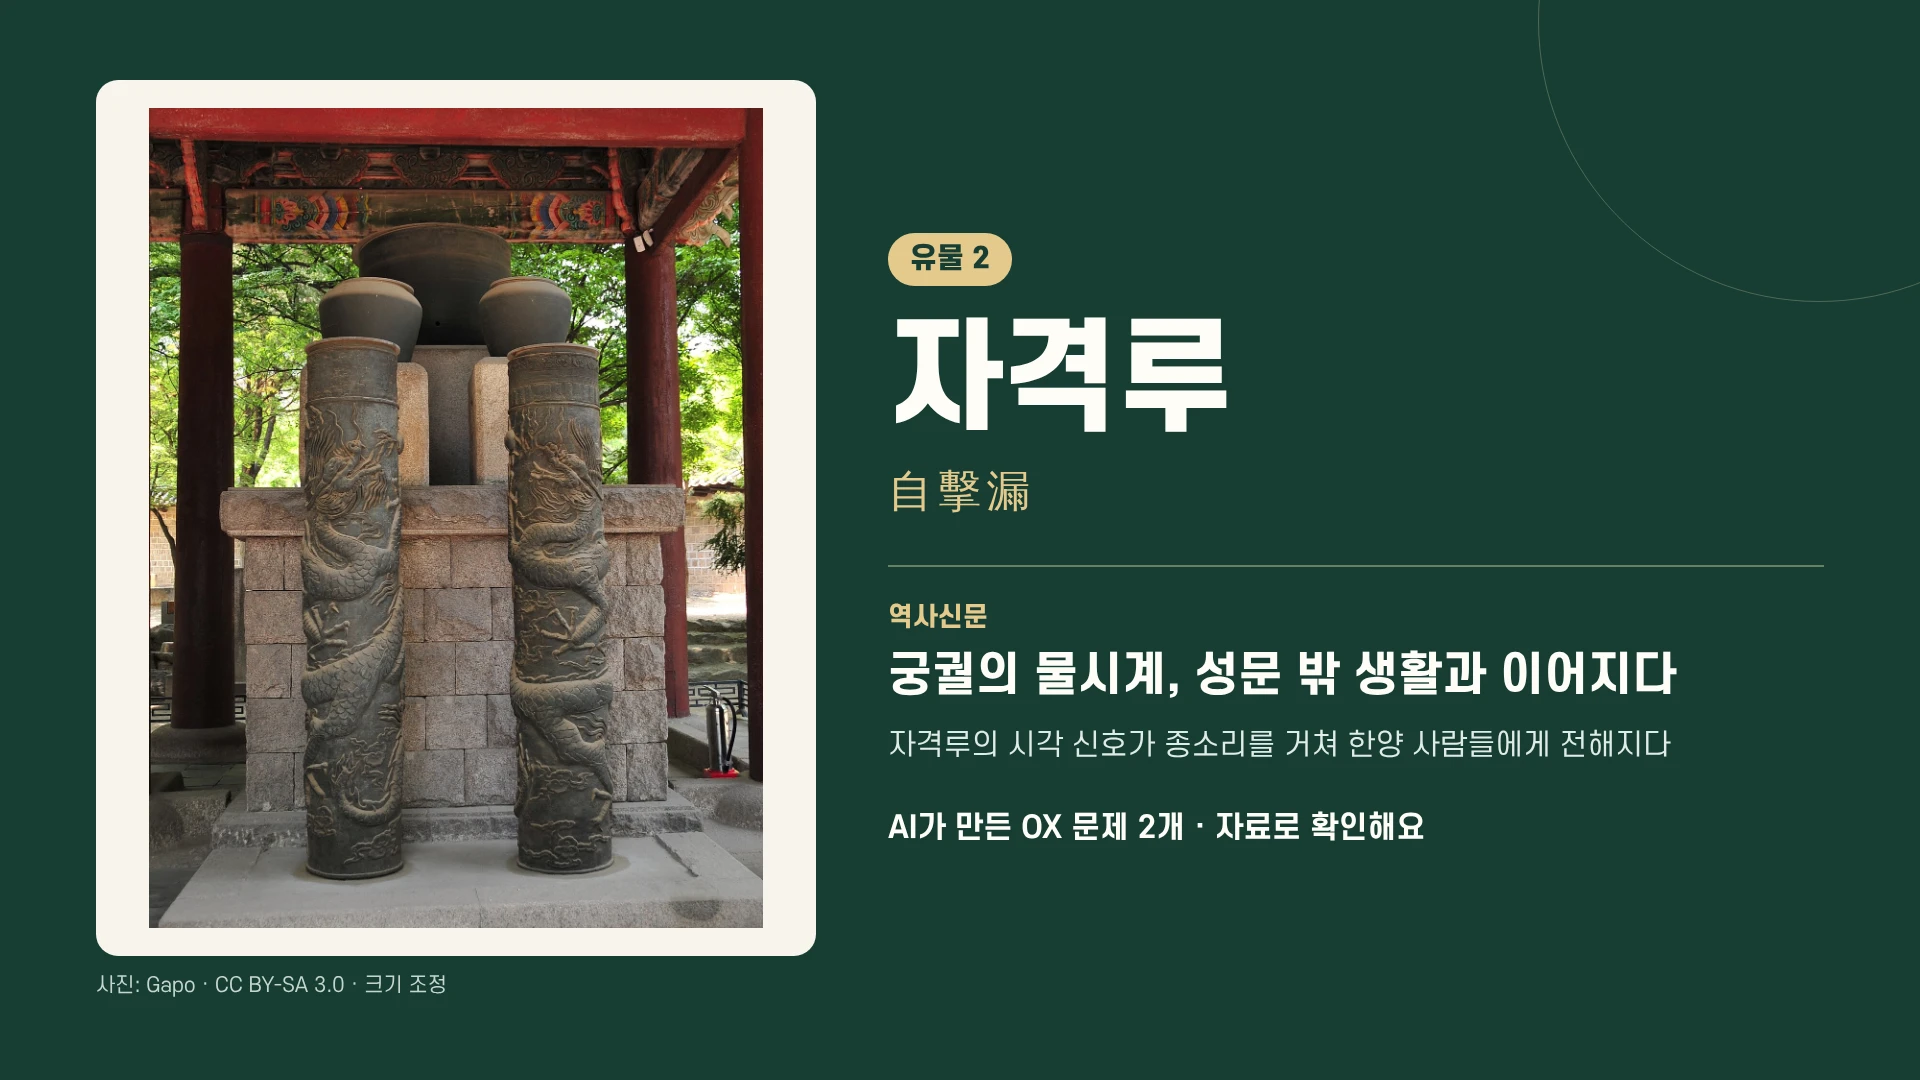 유물 2
자격루
自擊漏
역사신문
궁궐의 물시계, 성문 밖 생활과 이어지다
자격루의 시각 신호가 종소리를 거쳐 한양 사람들에게 전해지다
AI가 만든 OX 문제 2개 · 자료로 확인해요
사진: Gapo · CC BY-SA 3.0 · 크기 조정